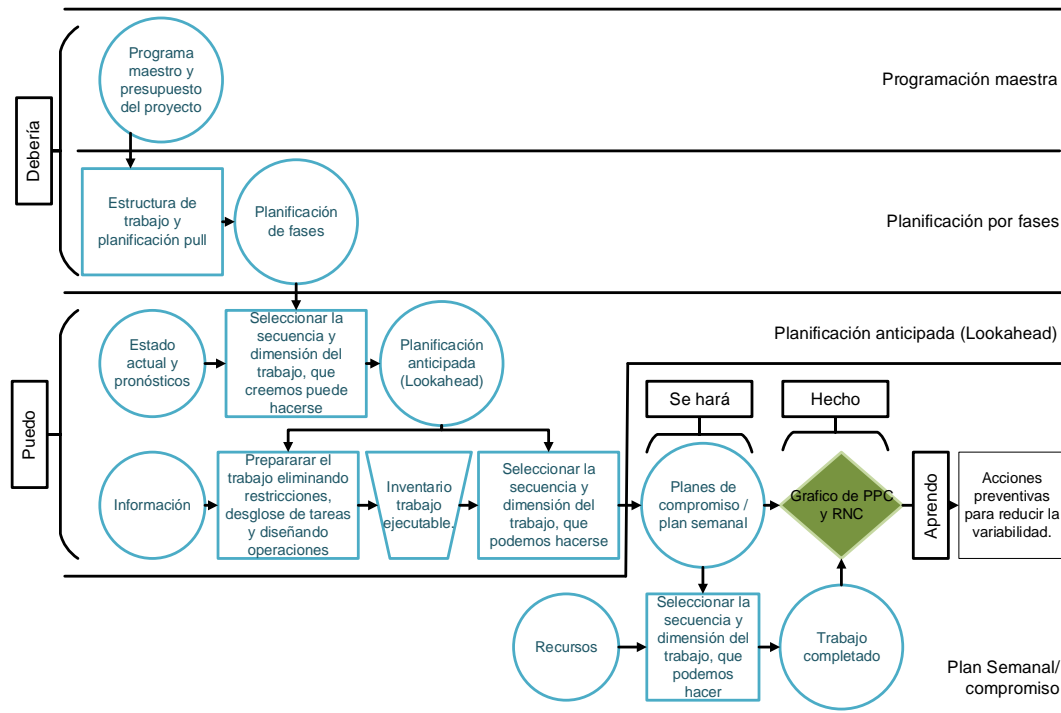 Programa
maestro y
presupuesto
del proyecto
Programación maestra
Debería
Estructura de
trabajo y
planificación pull
Planificación
de fases
Planificación por fases
Estado
actual y
pronósticos
Seleccionar la
secuencia y
dimensión del
trabajo, que
creemos puede
hacerse
Planificación
anticipada
(Lookahead)
Planificación anticipada (Lookahead)
Puedo
Se hará
Hecho
Información
Prepararar el
trabajo eliminando
restricciones,
desglose de tareas
y diseñando
operaciones
Inventario
trabajo
ejecutable.
Seleccionar la
secuencia y
dimensión del
trabajo, que
podemos hacerse
Planes de
compromiso /
plan semanal
Grafico de PPC
y RNC
Aprendo
Acciones
preventivas
para reducir la
variabilidad.
Recursos
Seleccionar la
secuencia y
dimensión del
trabajo, que
podemos
hacer
Trabajo
completado
Plan Semanal/
compromiso